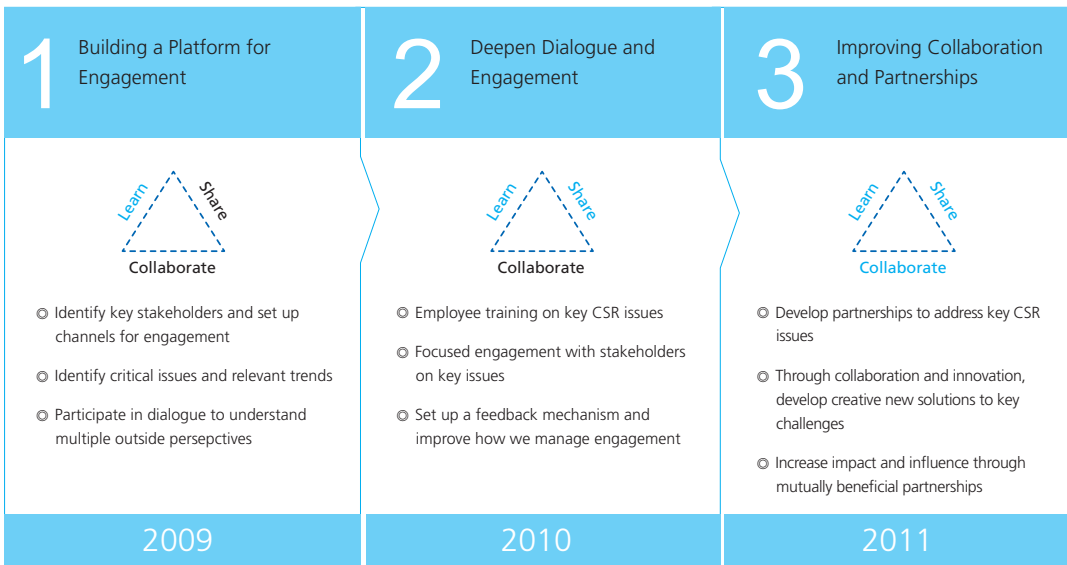 1
Building a Platform for
Engagement
Learn
Share
Collaborate
◎ Identify key stakeholders and set up
channels for engagement
◎ Identify critical issues and relevant trends
◎ Participate in dialogue to understand
multiple outside persepctives
2009
2
Deepen Dialogue and
Engagement
Learn
Share
Collaborate
◎ Employee training on key CSR issues
◎ Focused engagement with stakeholders
on key issues
◎ Set up a feedback mechanism and
improve how we manage engagement
2010
3
Improving Collaboration
and Partnerships
Learn
Share
Collaborate
◎ Develop partnerships to address key CSR
issues
◎ Through collaboration and innovation,
develop creative new solutions to key
challenges
◎ Increase impact and influence through
mutually beneficial partnerships
2011